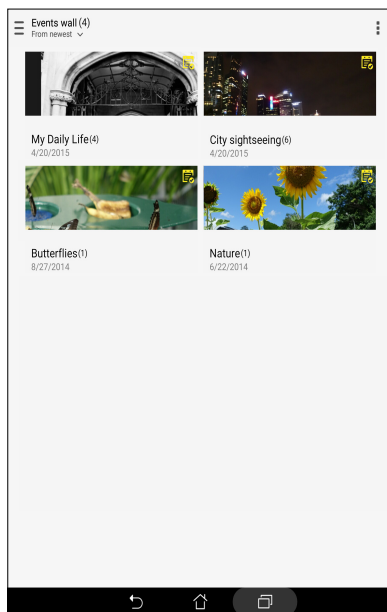 Events wall (4)
From newest
My Daily Life(4)
4/20/2015
City sightseeing(6)
4/20/2015
Butterflies(1)
8/27/2014
Nature(1)
6/22/2014